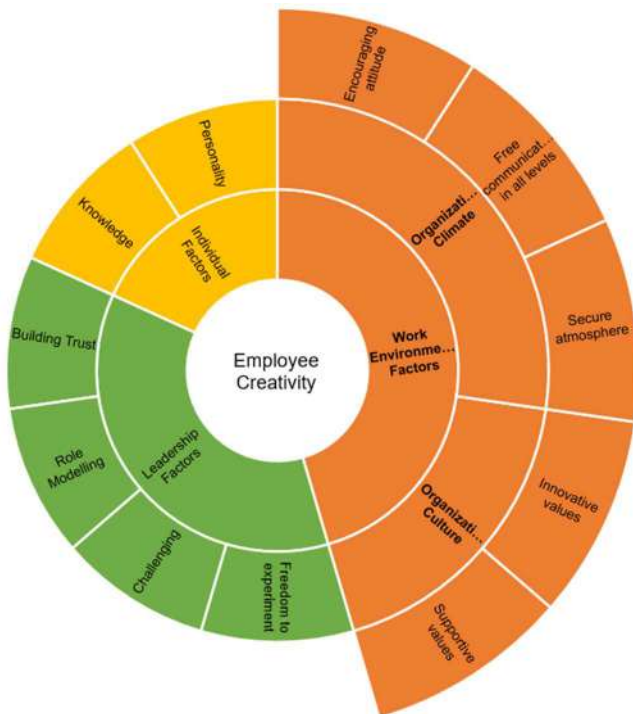 Encouraging
attitude
Free
communicat…
in all levels
Secure
atmosphere
Innovative
values
Supportive
values
Organizati…
Climate
Organizati…
Culture
Work
Environme…
Factors
Personality
Knowledge
Individual
Factors
Employee
Creativity
Building Trust
Role
Modelling
Challenging
Freedom to
experiment
Leadership
Factors